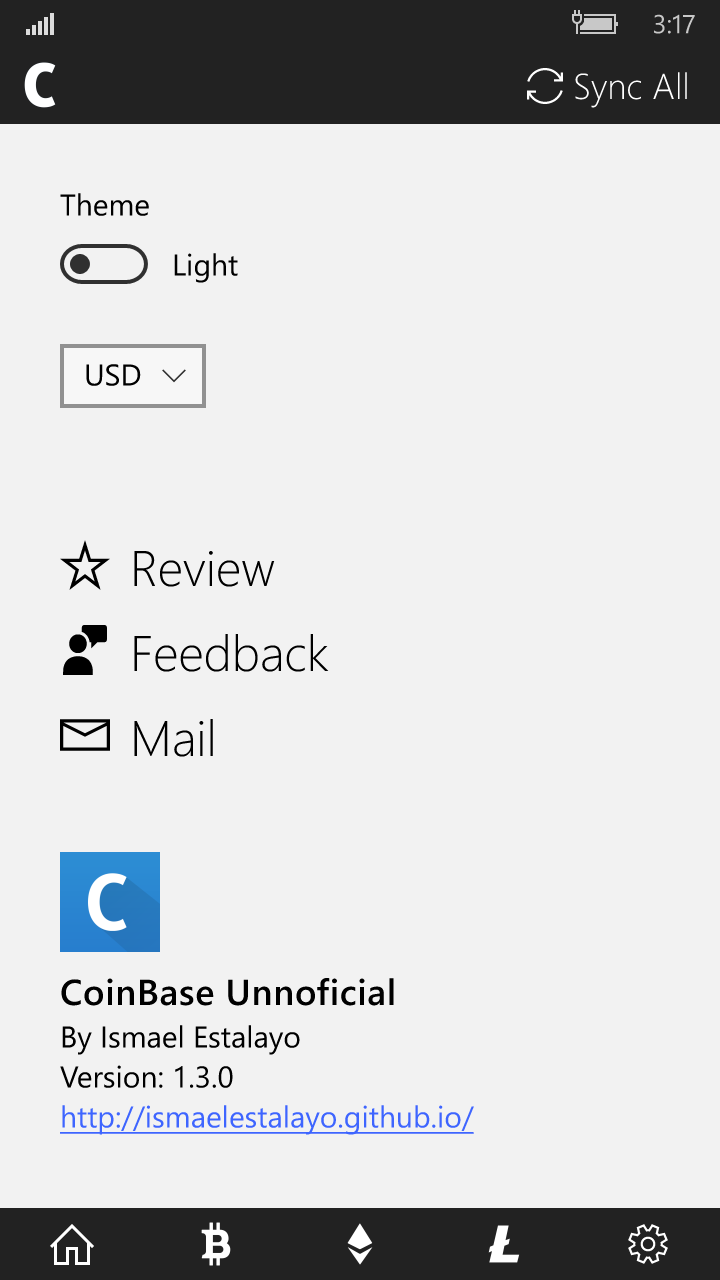 3:17
C
Sync All
Theme
Light
USD
Review
Feedback
Mail
C
CoinBase Unnoficial
By Ismael Estalayo
Version: 1.3.0
http://ismaelestalayo.github.io/